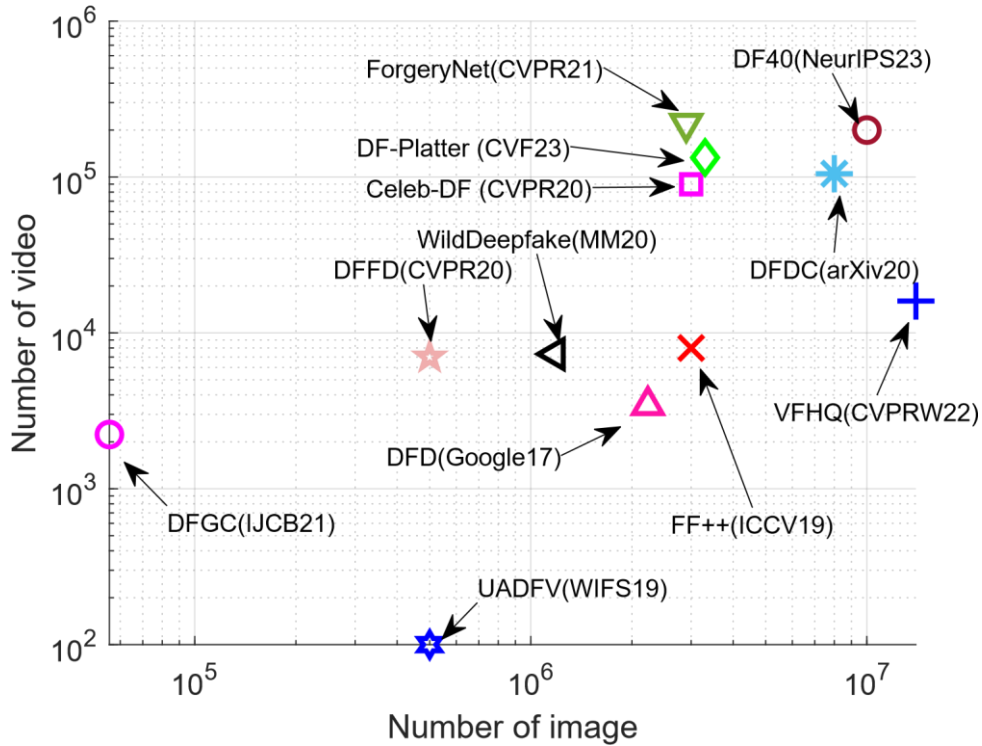 10^6
DF40(NeurIPS23)
ForgeryNet(CVPR21)
DF-Platter (CVF23)
10^5
Celeb-DF (CVPR20)
WildDeepfake(MM20)
DFFD(CVPR20)
DFDC(arXiv20)
Number of video
10^4
VFHQ(CVPRW22)
DFD(Google17)
10^3
DFGC(IJCB21)
FF++(ICCV19)
UADFV(WIFS19)
10^2
10^5
10^6
10^7
Number of image